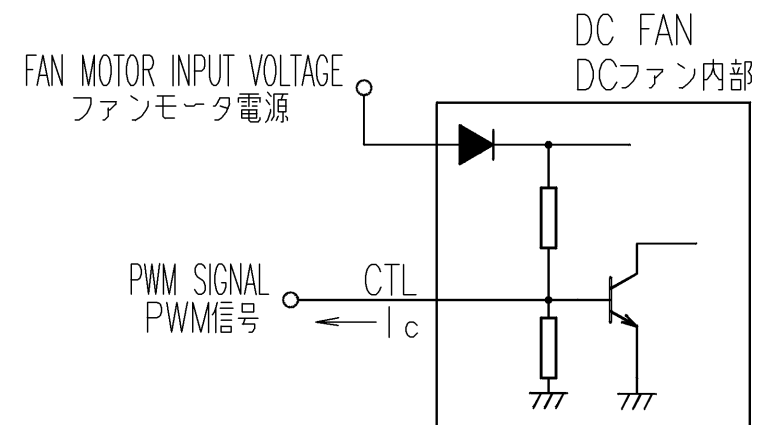 DC FAN
DCファン内部
FAN MOTOR INPUT VOLTAGE
ファンモータ電源
PWM SIGNAL
PWM信号
CTL
Ic